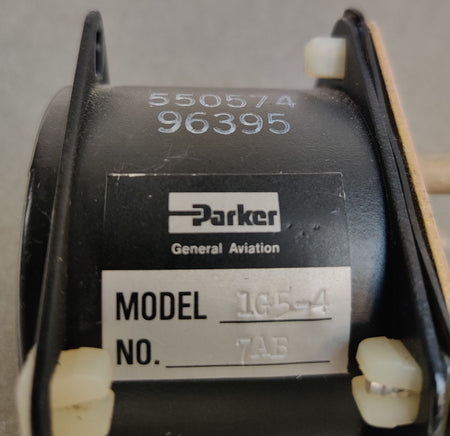 550574
96395
Parker
General Aviation
MODEL 1G5-4
NO. 7AB